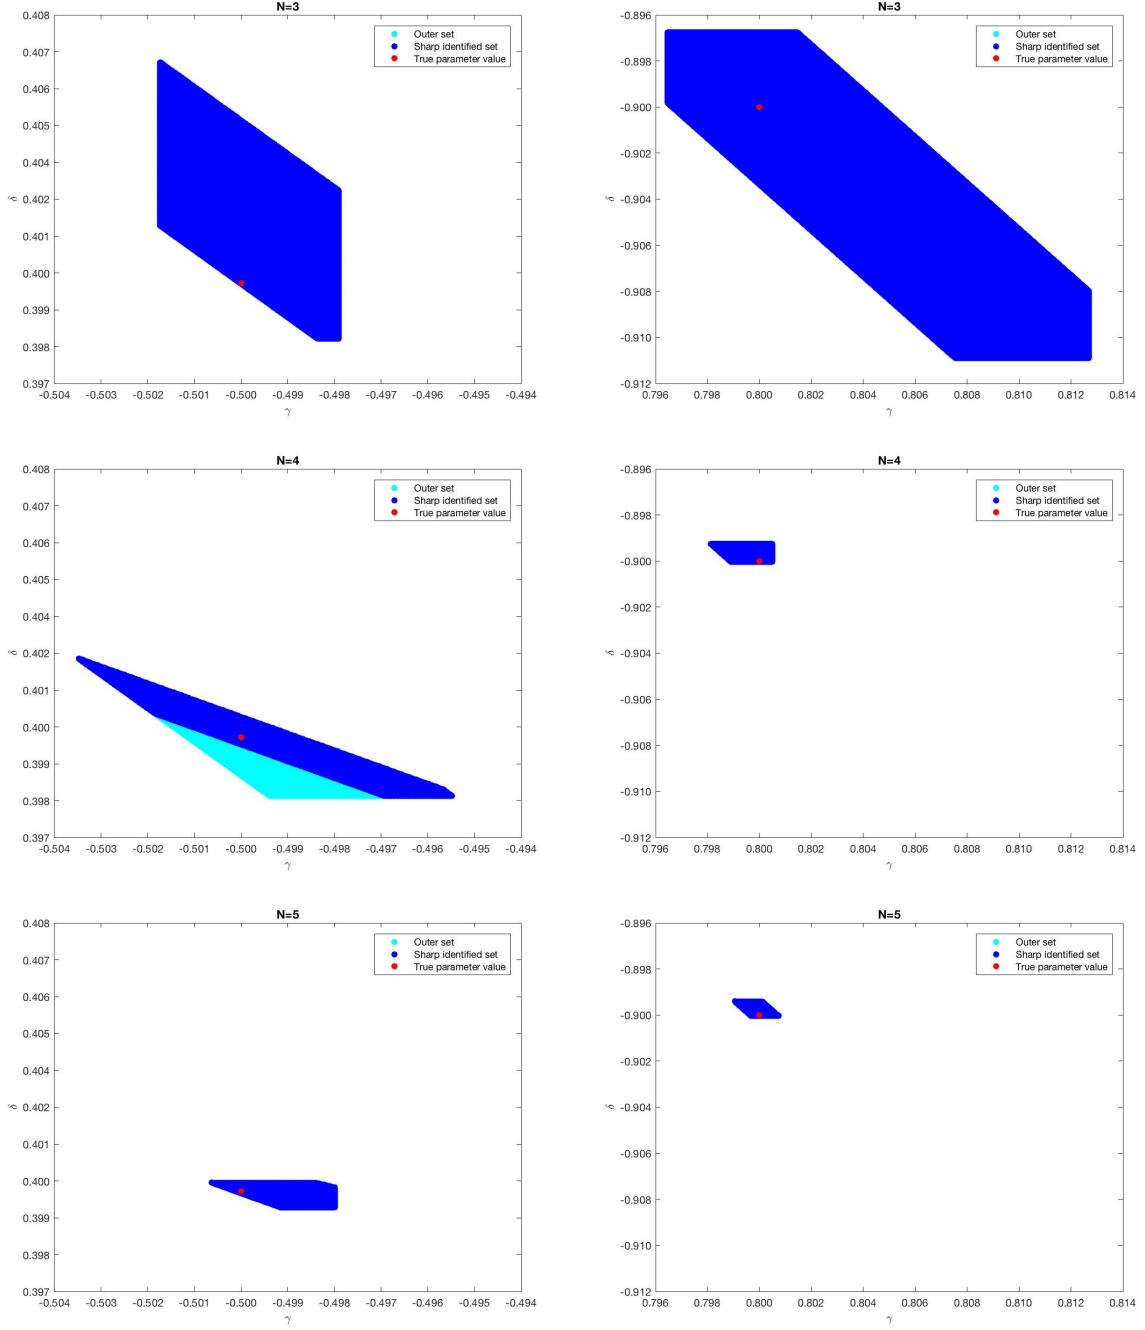 N=3
Outer set
Sharp identified set
True parameter value
0.408
0.407
0.406
0.405
0.404
0.402
0.401
0.400
0.399
0.398
0.397
δ
-0.504 -0.503 -0.502 -0.501 -0.500 -0.499 -0.498 -0.496 -0.495 -0.494
γ
N=3
Outer set
Sharp identified set
True parameter value
-0.896
-0.898
-0.900
-0.902
-0.904
-0.906
-0.908
-0.910
-0.912
δ
0.796 0.798 0.800 0.802 0.804 0.806 0.808 0.810 0.812 0.814
γ
N=4
Outer set
Sharp identified set
True parameter value
0.408
0.407
0.406
0.405
0.404
0.402
0.401
0.400
0.399
0.398
0.397
δ
-0.504 -0.503 -0.502 -0.501 -0.500 -0.499 -0.498 -0.497 -0.496 -0.495 -0.494
γ
N=4
Outer set
Sharp identified set
True parameter value
-0.896
-0.898
-0.900
-0.902
-0.904
-0.906
-0.908
-0.910
-0.912
δ
0.796 0.798 0.800 0.802 0.804 0.806 0.808 0.810 0.812 0.814
γ
N=5
Outer set
Sharp identified set
True parameter value
0.408
0.407
0.406
0.405
0.404
0.402
0.401
0.400
0.399
0.398
0.397
δ
-0.504 -0.503 -0.502 -0.501 -0.500 -0.499 -0.498 -0.497 -0.496 -0.495 -0.494
γ
N=5
Outer set
Sharp identified set
True parameter value
-0.896
-0.898
-0.900
-0.902
-0.904
-0.906
-0.908
-0.910
-0.912
δ
0.796 0.798 0.800 0.802 0.804 0.806 0.808 0.810 0.812 0.814
γ